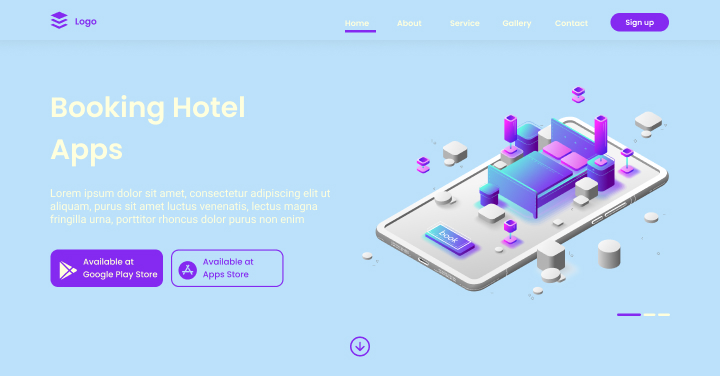 Logo
Home About Service Gallery Contact Sign up
Booking Hotel
Apps
Lorem ipsum dolor sit amet, consectetur adipiscing elit ut
aliquam, purus sit amet luctus venenatis, lectus magna
fringilla urna, porttitor rhoncus dolor purus non enim
Available at
Google Play Store
Available at
Apps Store
book